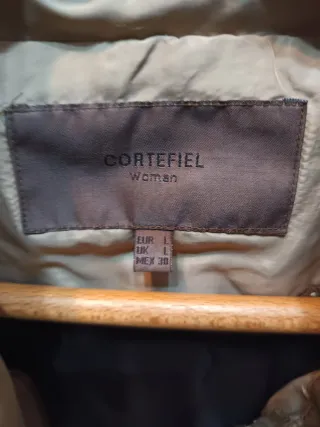 CORTEFIEL
Woman
EUR L
UK L
MEX 30